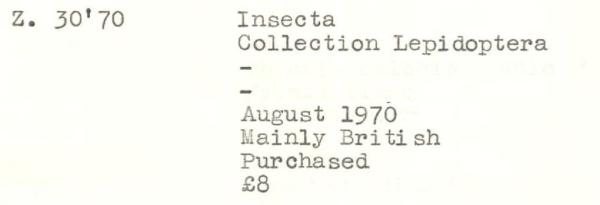 Z. 30'70 Insecta
Collection Lepidoptera
-
-
August 1970
Mainly British
Purchased
£8